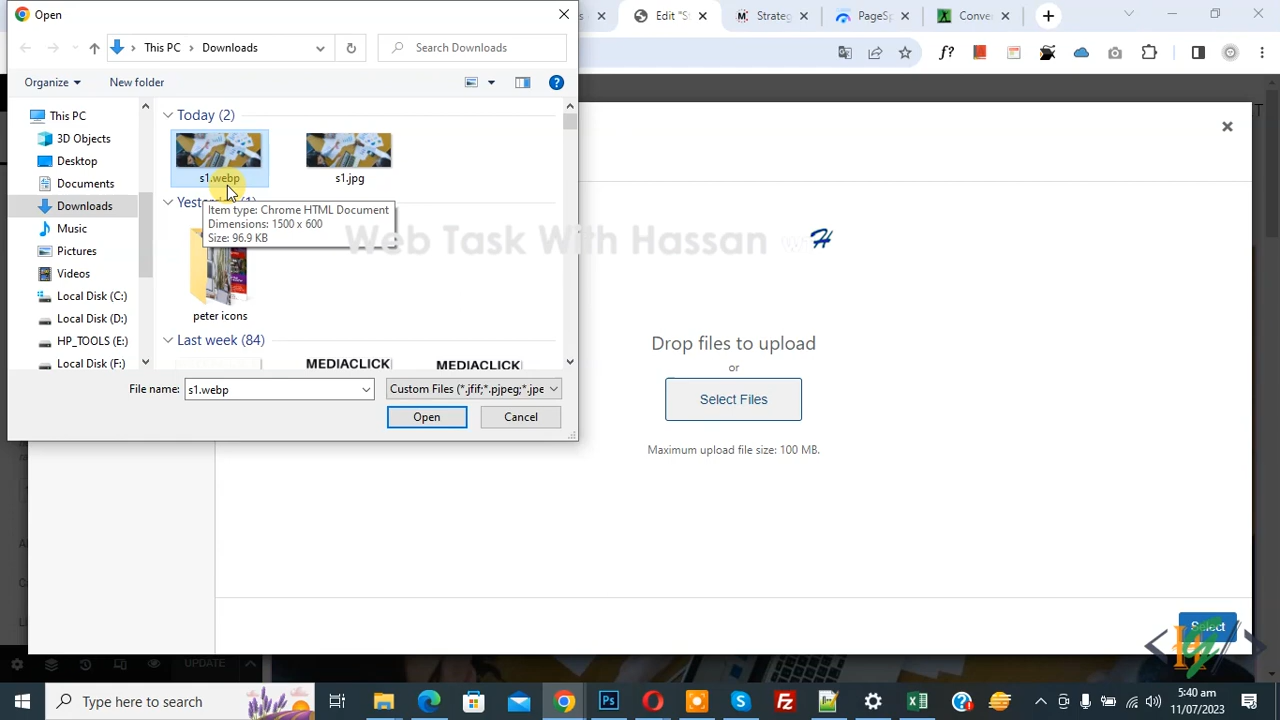 Open
s
Edit "S
Strateg
PageSp
Conver
This PC
Downloads
Search Downloads
f?
Organize
New folder
This PC
3D Objects
Desktop
Documents
Downloads
Music
Pictures
Videos
Local Disk (C:)
Local Disk (D:)
HP_TOOLS (E:)
Local Disk (F:)
Today (2)
s1.webp
s1.jpg
Item type: Chrome HTML Document
Dimensions: 1500 x 600
Size: 96.9 KB
peter icons
Last week (84)
MEDIACLICK
MEDIACLICK
File name:
s1.webp
Custom Files (*.jfif;*.pjpeg;*.jpe
Open
Cancel
Web Task With Hassan
Drop files to upload
or
Select Files
Maximum upload file size: 100 MB.
Select
UPDATE
Type here to search
Ps
5:40 am
11/07/2023